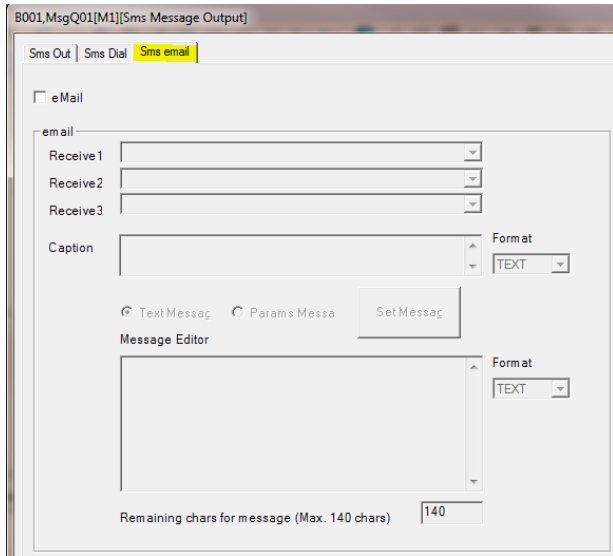 B001,MsgQ01[M1][Sms Message Output]
Sms Out Sms Dial Sms email
eMail
email
Receive1
Receive2
Receive3
Caption
Format
TEXT
Text Messag Params Messa Set Messag
Message Editor
Format
TEXT
Remaining chars for message (Max. 140 chars) 140